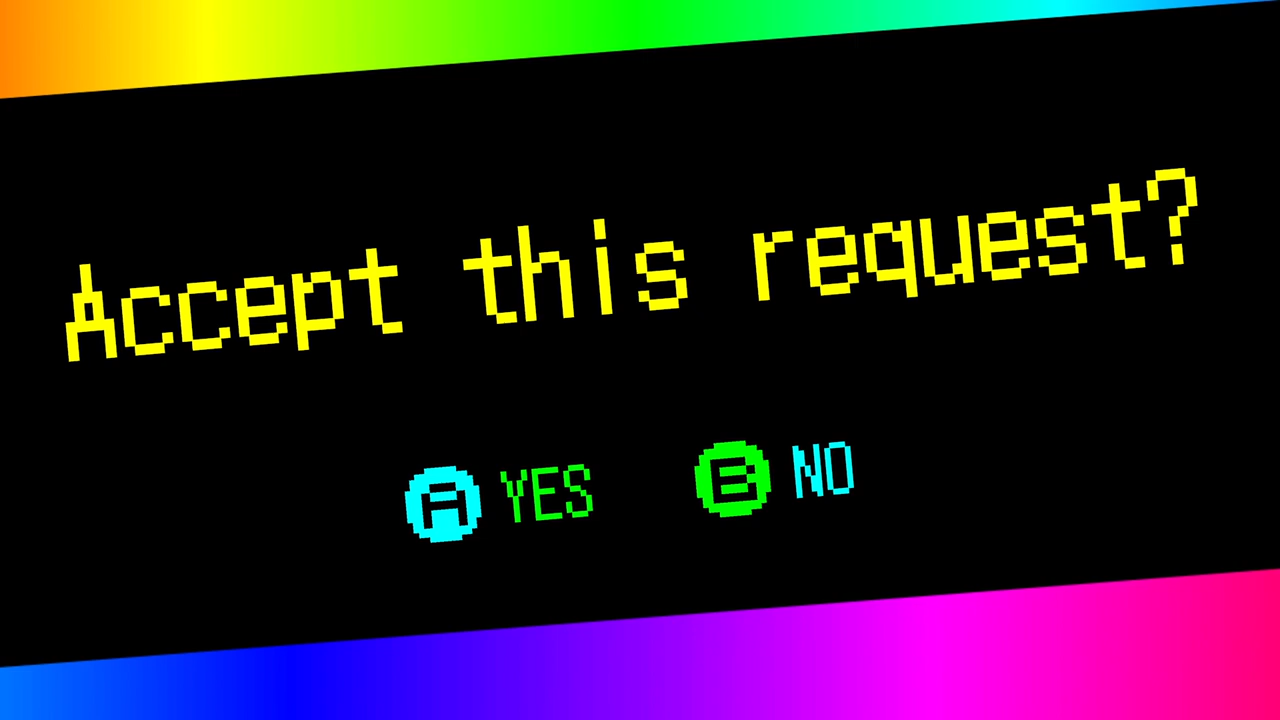 Accept this request?
A YES B NO